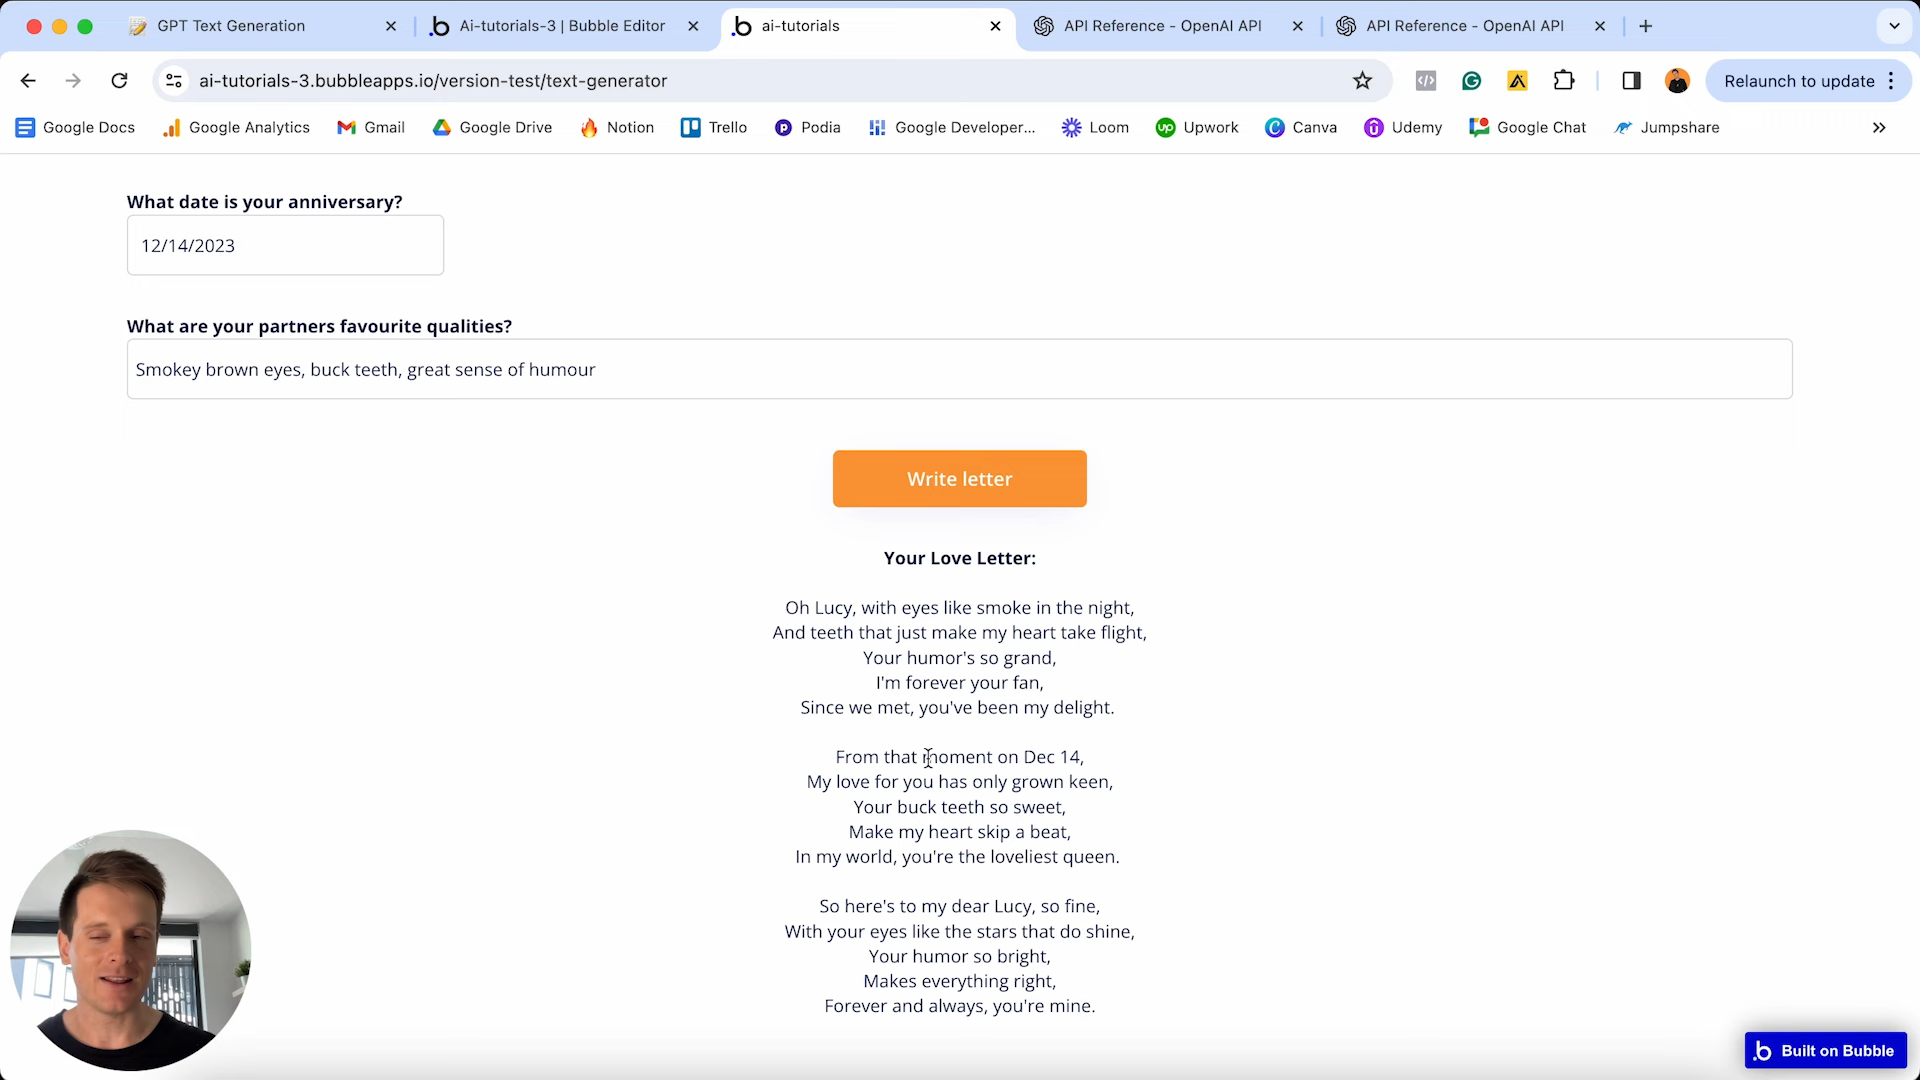 GPT Text Generation
Ai-tutorials-3 | Bubble Editor
ai-tutorials
API Reference - OpenAI API
API Reference - OpenAI API
ai-tutorials-3.bubbleapps.io/version-test/text-generator
Relaunch to update
Google Docs
Google Analytics
Gmail
Google Drive
Notion
Trello
Podia
Google Developer...
Loom
up Upwork
Canva
Udemy
Google Chat
Jumpshare
What date is your anniversary?
12/14/2023
What are your partners favourite qualities?
Smokey brown eyes, buck teeth, great sense of humour
Write letter
Your Love Letter:
Oh Lucy, with eyes like smoke in the night,
And teeth that just make my heart take flight,
Your humor's so grand,
I'm forever your fan,
Since we met, you've been my delight.
From that moment on Dec 14,
My love for you has only grown keen,
Your buck teeth so sweet,
Make my heart skip a beat,
In my world, you're the loveliest queen.
So here's to my dear Lucy, so fine,
With your eyes like the stars that do shine,
Your humor so bright,
Makes everything right,
Forever and always, you're mine.
b Built on Bubble